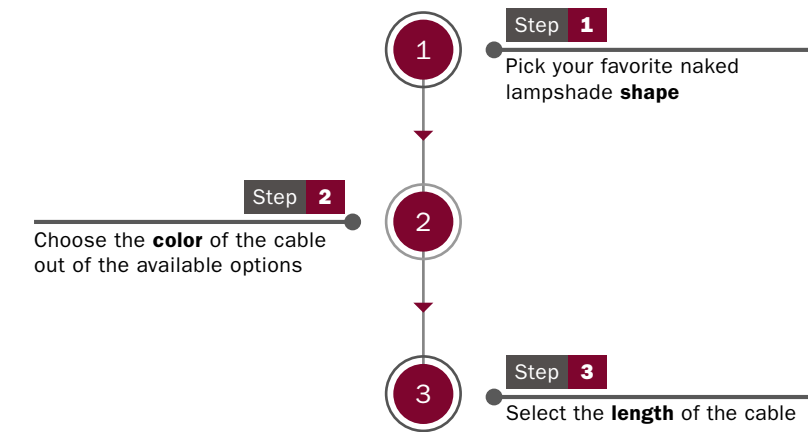 1
Step 1
Pick your favorite naked
lampshade shape
Step 2
2
Choose the color of the cable
out of the available options
3
Step 3
Select the length of the cable